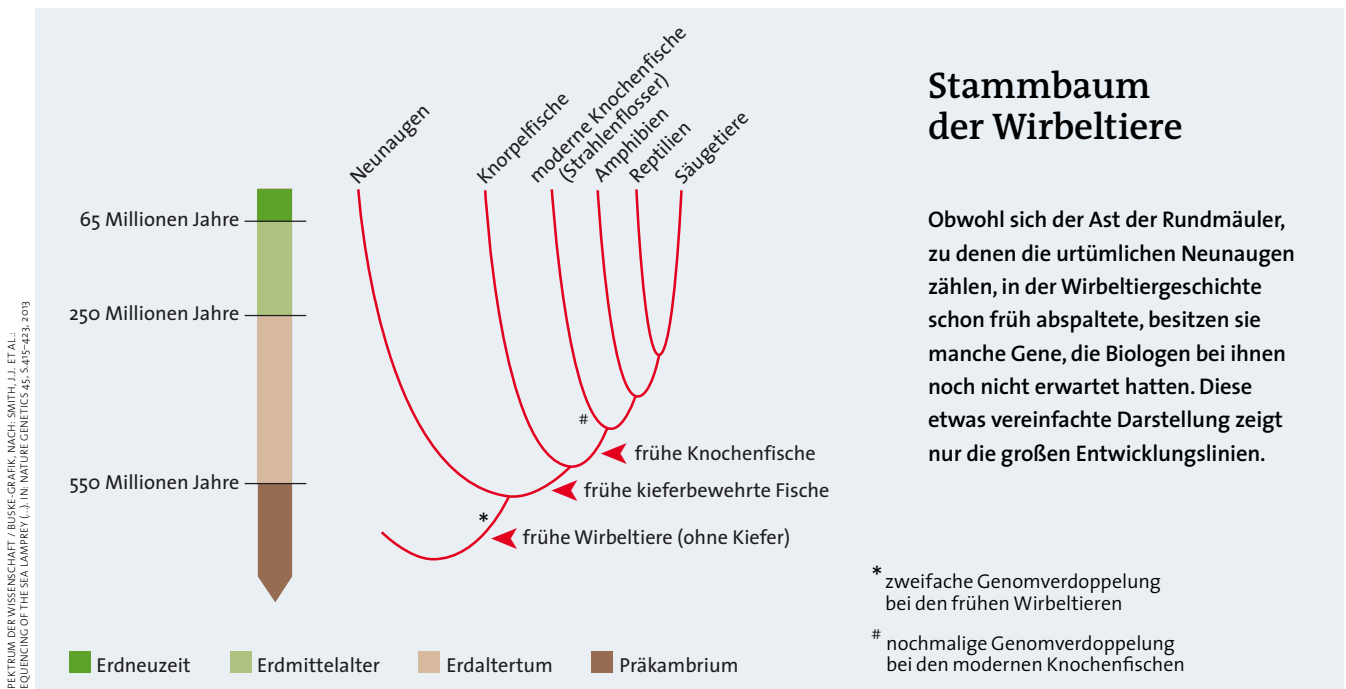 Stammbaum
der Wirbeltiere
Obwohl sich der Ast der Rundmäuler,
zu denen die urtümlichen Neunaugen
zählen, in der Wirbeltiergeschichte
schon früh abspaltete, besitzen sie
manche Gene, die Biologen bei ihnen
noch nicht erwartet hatten. Diese
etwas vereinfachte Darstellung zeigt
nur die großen Entwicklungslinien.
Neunaugen
Knorpelfische
moderne Knochenfische
(Strahlenflosser)
Amphibien
Reptilien
Säugetiere
65 Millionen Jahre
250 Millionen Jahre
550 Millionen Jahre
#
frühe Knochenfische
frühe kieferbewehrte Fische
*
frühe Wirbeltiere (ohne Kiefer)
* zweifache Genomverdoppelung
bei den frühen Wirbeltieren
# nochmalige Genomverdoppelung
bei den modernen Knochenfischen
Erdneuzeit
Erdmittelalter
Erdaltertum
Präkambrium
PEKTRUM DER WISSENSCHAFT / BUSKE-GRAFIK, NACH: SMITH, J.J. ET AL.:
EQUENCING OF THE SEA LAMPREY (...). IN: NATURE GENETICS 45, S.415–423, 2013